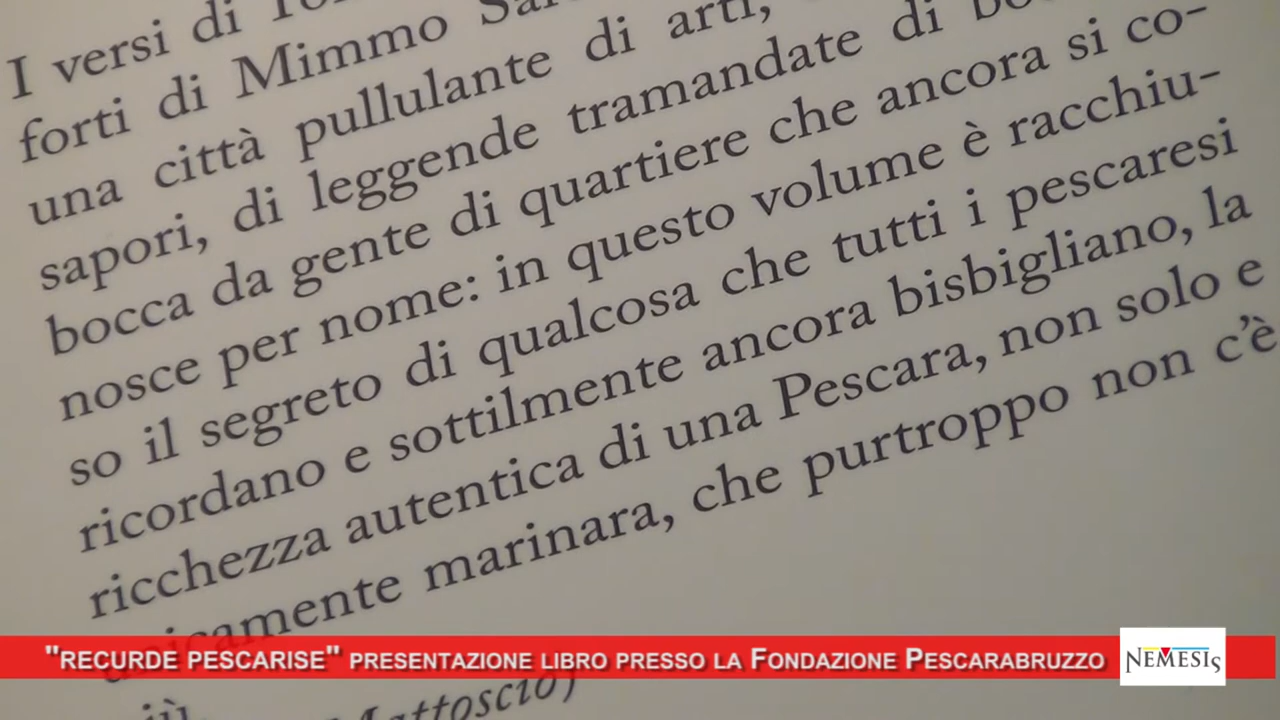 I versi di
forti di Mimmo
una città pullulante di arti,
sapori, di leggende tramandate di
bocca da gente di quartiere che ancora si co-
nosce per nome: in questo volume è racchiu-
so il segreto di qualcosa che tutti i pescaresi
ricordano e sottilmente ancora bisbigliano, la
ricchezza autentica di una Pescara, non solo e
unicamente marinara, che purtroppo non c'è
più.
Mattoscio)
"RECURDE PESCARISE" PRESENTAZIONE LIBRO PRESSO LA FONDAZIONE PESCARABRUZZO
NEMESIS